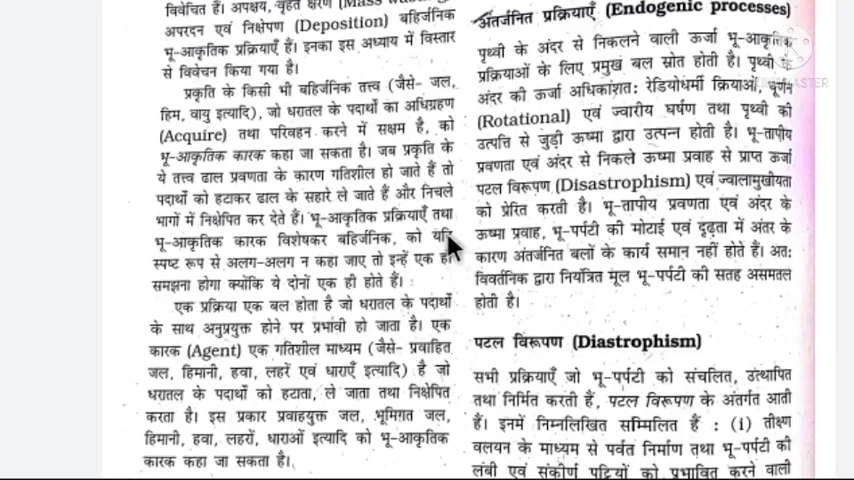 विवेचित हैं। अपक्षय, वृहत क्षरण (Mass wasting),
अपरदन एवं निक्षेपण (Deposition) बहिर्जनिक
भू-आकृतिक प्रक्रियाएँ हैं। इनका इस अध्याय में विस्तार
से विवेचन किया गया है।
प्रकृति के किसी भी बहिर्जनिक तत्त्व (जैसे- जल,
हिम, वायु इत्यादि), जो धरातल के पदार्थों का अधिग्रहण
(Acquire) तथा परिवहन करने में सक्षम है, को
भू-आकृतिक कारक कहा जा सकता है। जब प्रकृति के
ये तत्त्व ढाल प्रवणता के कारण गतिशील हो जाते हैं तो
पदार्थों को हटाकर ढाल के सहारे ले जाते हैं और निचले
भागों में निक्षेपित कर देते हैं। भू-आकृतिक प्रक्रियाएँ तथा
भू-आकृतिक कारक विशेषकर बहिर्जनिक, को यदि
स्पष्ट रूप से अलग-अलग न कहा जाए तो इन्हें एक ही
समझना होगा क्योंकि ये दोनों एक ही होते हैं।
एक प्रक्रिया एक बल होता है जो धरातल के पदार्थों
के साथ अनुप्रयुक्त होने पर प्रभावी हो जाता है। एक
कारक (Agent) एक गतिशील माध्यम (जैसे- प्रवाहित
जल, हिमानी, हवा, लहरें एवं धाराएँ इत्यादि) है जो
धरातल के पदार्थों को हटाता, ले जाता तथा निक्षेपित
करता है। इस प्रकार प्रवाहयुक्त जल, भूमिगत जल,
हिमानी, हवा, लहरों, धाराओं इत्यादि को भू-आकृतिक
कारक कहा जा सकता है।
अंतर्जनित प्रक्रियाएँ (Endogenic processes)
पृथ्वी के अंदर से निकलने वाली ऊर्जा भू-आकृतिक
प्रक्रियाओं के लिए प्रमुख बल स्रोत होती है। पृथ्वी के
अंदर की ऊर्जा अधिकांशत: रेडियोधर्मी क्रियाओं, घूर्णन
(Rotational) एवं ज्वारीय घर्षण तथा पृथ्वी की
उत्पत्ति से जुड़ी ऊष्मा द्वारा उत्पन्न होती है। भू-तापीय
प्रवणता एवं अंदर से निकले ऊष्मा प्रवाह से प्राप्त ऊर्जा
पटल विरूपण (Disastrophism) एवं ज्वालामुखीयता
को प्रेरित करती है। भू-तापीय प्रवणता एवं अंदर के
ऊष्मा प्रवाह, भू-पर्पटी की मोटाई एवं दृढ़ता में अंतर के
कारण अंतर्जनित बलों के कार्य समान नहीं होते हैं। अत:
विवर्तनिक द्वारा नियंत्रित मूल भू-पर्पटी की सतह असमतल
होती है।
पटल विरूपण (Diastrophism)
सभी प्रक्रियाएँ जो भू-पर्पटी को संचलित, उत्थापित
तथा निर्मित करती हैं, पटल विरूपण के अंतर्गत आती
हैं। इनमें निम्नलिखित सम्मिलित हैं : (i) तीक्ष्ण
वलयन के माध्यम से पर्वत निर्माण तथा भू-पर्पटी की
लंबी एवं संकीर्ण पट्टियों को प्रभावित करने वाली